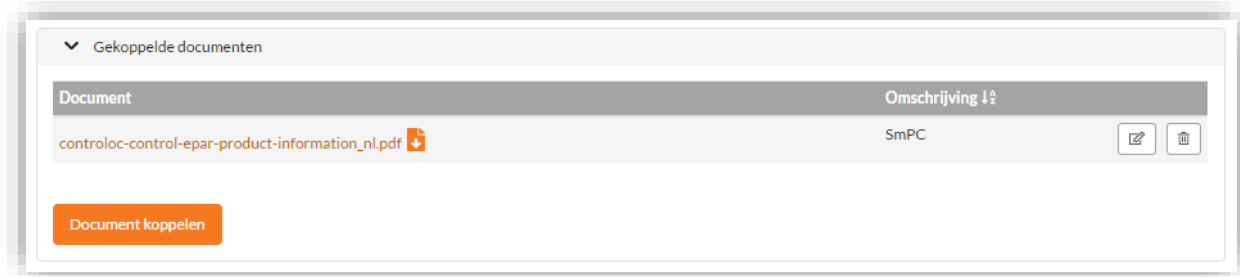 Gekoppelde documenten
Document Omschrijving
controloc-control-epar-product-information_nl.pdf SmPC
Document koppelen